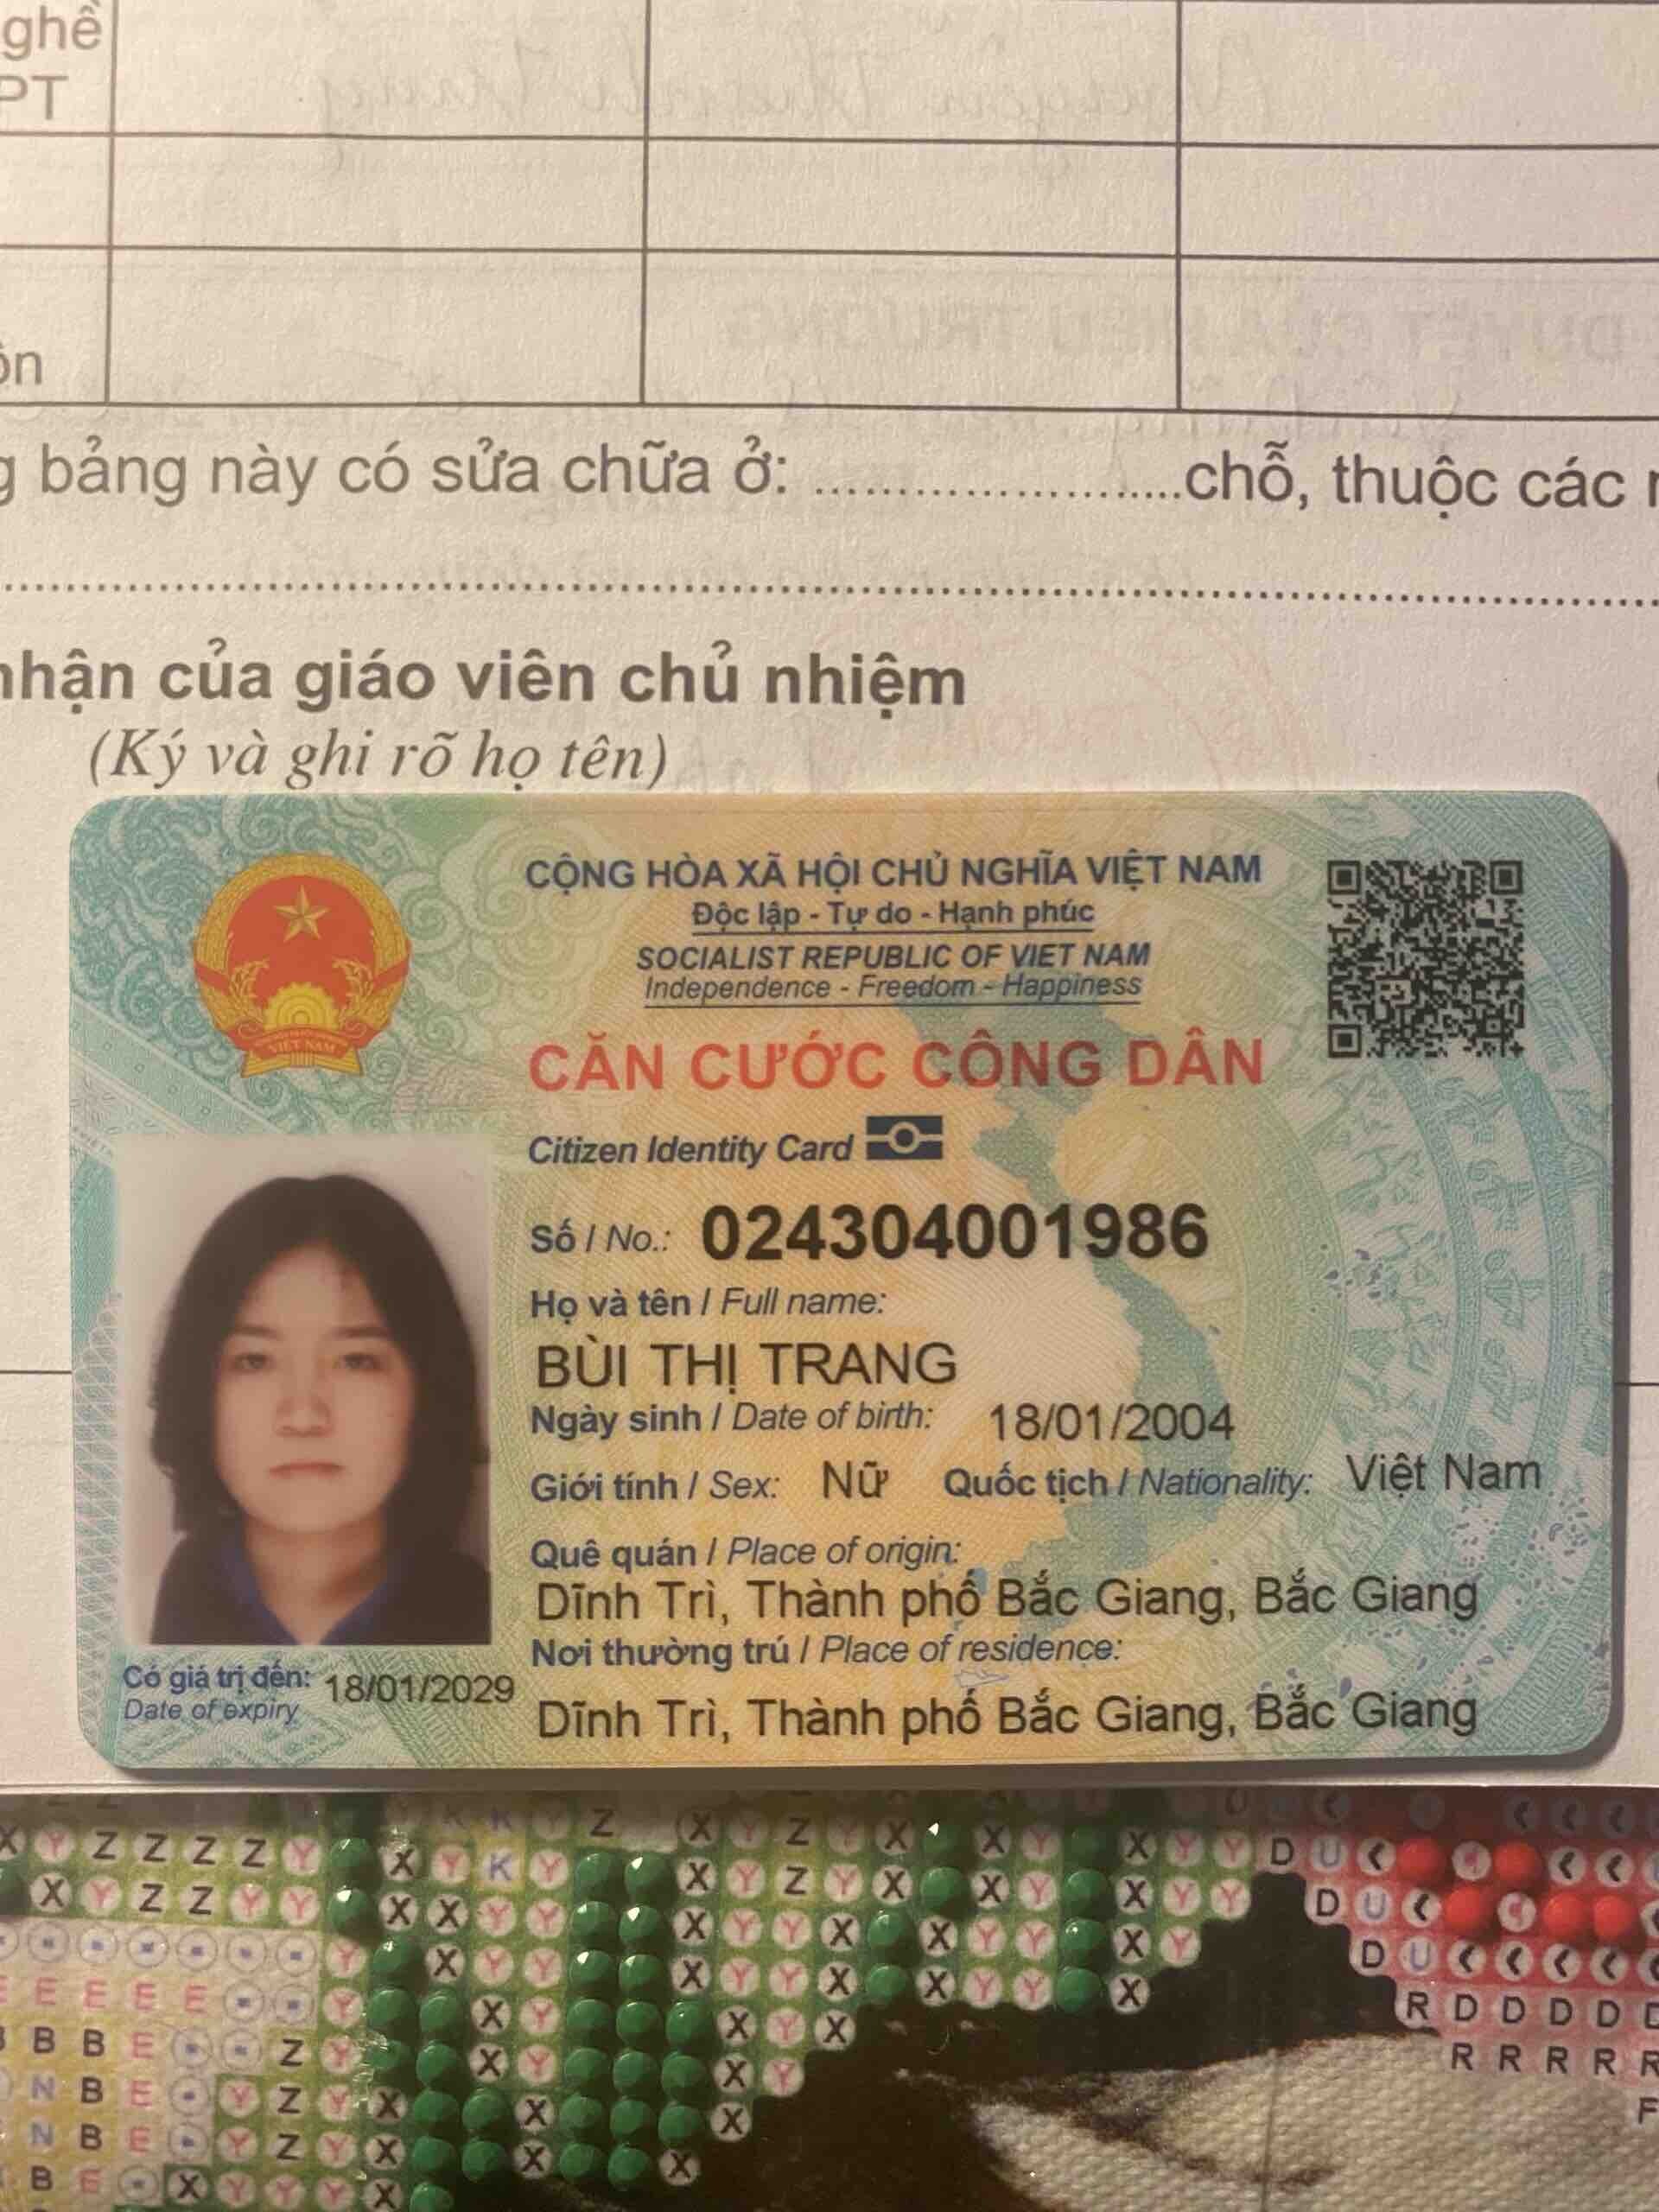 ghề
PT
ôn
g bảng này có sửa chữa ở: ........................chỗ, thuộc các
nhận của giáo viên chủ nhiệm
(Ký và ghi rõ họ tên)
CỘNG HÒA XÃ HỘI CHỦ NGHĨA VIỆT NAM
Độc lập - Tự do - Hạnh phúc
SOCIALIST REPUBLIC OF VIET NAM
Independence - Freedom - Happiness
VIỆT NAM
CĂN CƯỚC CÔNG DÂN
Citizen Identity Card
Số / No.: 024304001986
Họ và tên / Full name:
BÙI THỊ TRANG
Ngày sinh / Date of birth: 18/01/2004
Giới tính / Sex: Nữ Quốc tịch / Nationality: Việt Nam
Quê quán / Place of origin:
Dĩnh Trì, Thành phố Bắc Giang, Bắc Giang
Nơi thường trú / Place of residence:
Dĩnh Trì, Thành phố Bắc Giang, Bắc Giang
Có giá trị đến: 18/01/2029
Date of expiry